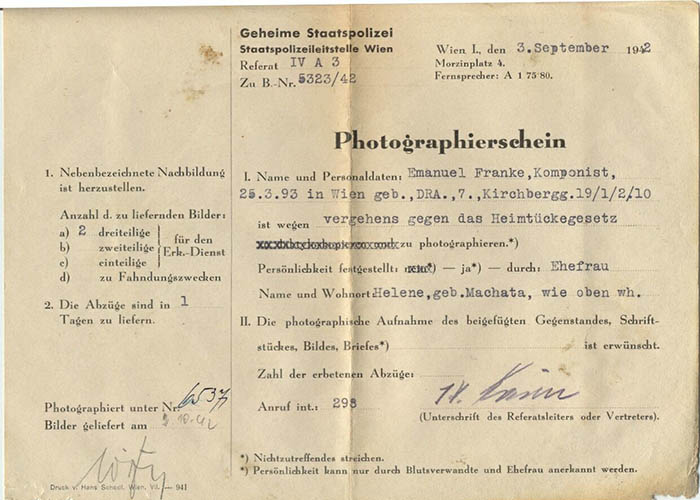 Geheime Staatspolizei
Staatspolizeileitstelle Wien
Referat IV A 3
Zu B.-Nr. 5323/42
Wien I., den 3.September 1942
Morzinplatz 4.
Fernsprecher: A 1 75 80.
Photographierschein
1. Nebenbezeichnete Nachbildung
ist herzustellen.
Anzahl d. zu liefernden Bilder:
a) 2 dreiteilige
b) zweiteilige
c) einteilige
für den
Erk.-Dienst
d) zu Fahndungszwecken
2. Die Abzüge sind in 1
Tagen zu liefern.
Photographiert unter Nr. 6537
Bilder geliefert am 2.10.42
Druck v. Hans School, Wien, VII. — 941
I. Name und Personaldaten: Emanuel Franke,Komponist,
25.3.93 in Wien geb.,DRA.,7.,Kirchbergg.19/1/2/10
ist wegen vergehens gegen das Heimtückegesetz
zu photographieren.*)
Persönlichkeit festgestellt: nein*) — ja*) — durch: Ehefrau
Name und Wohnort: Helene,geb.Machata, wie oben wh.
II. Die photographische Aufnahme des beigefügten Gegenstandes, Schrift-
stückes, Bildes, Briefes*) ist erwünscht.
Zahl der erbetenen Abzüge:
Anruf int.: 298
(Unterschrift des Referatsleiters oder Vertreters).
*) Nichtzutreffendes streichen.
*) Persönlichkeit kann nur durch Blutsverwandte und Ehefrau anerkannt werden.